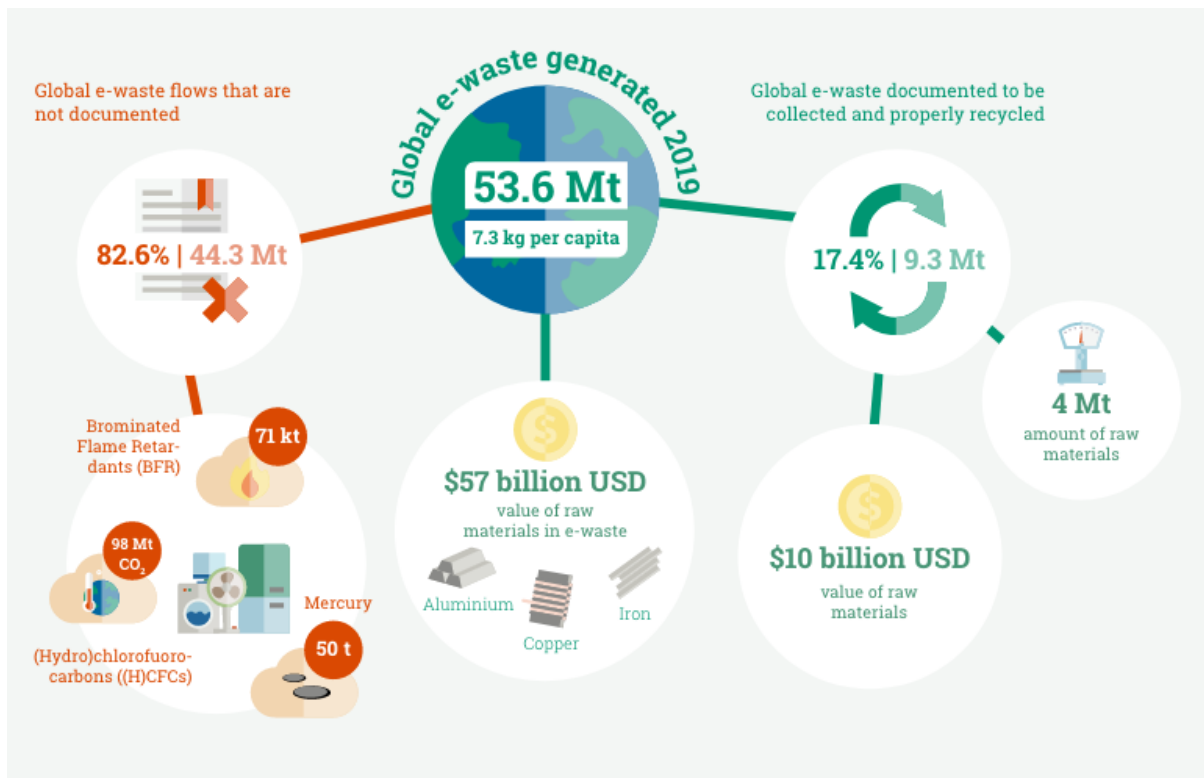 Global e-waste generated 2019
53.6 Mt
7.3 kg per capita
Global e-waste flows that are
not documented
82.6% | 44.3 Mt
Brominated
Flame Retar-
dants (BFR)
71 kt
98 Mt
CO₂
(Hydro)chlorofuoro-
carbons ((H)CFCs)
Mercury
50 t
$57 billion USD
value of raw
materials in e-waste
Aluminium
Copper
Iron
Global e-waste documented to be
collected and properly recycled
17.4% | 9.3 Mt
4 Mt
amount of raw
materials
$10 billion USD
value of raw
materials